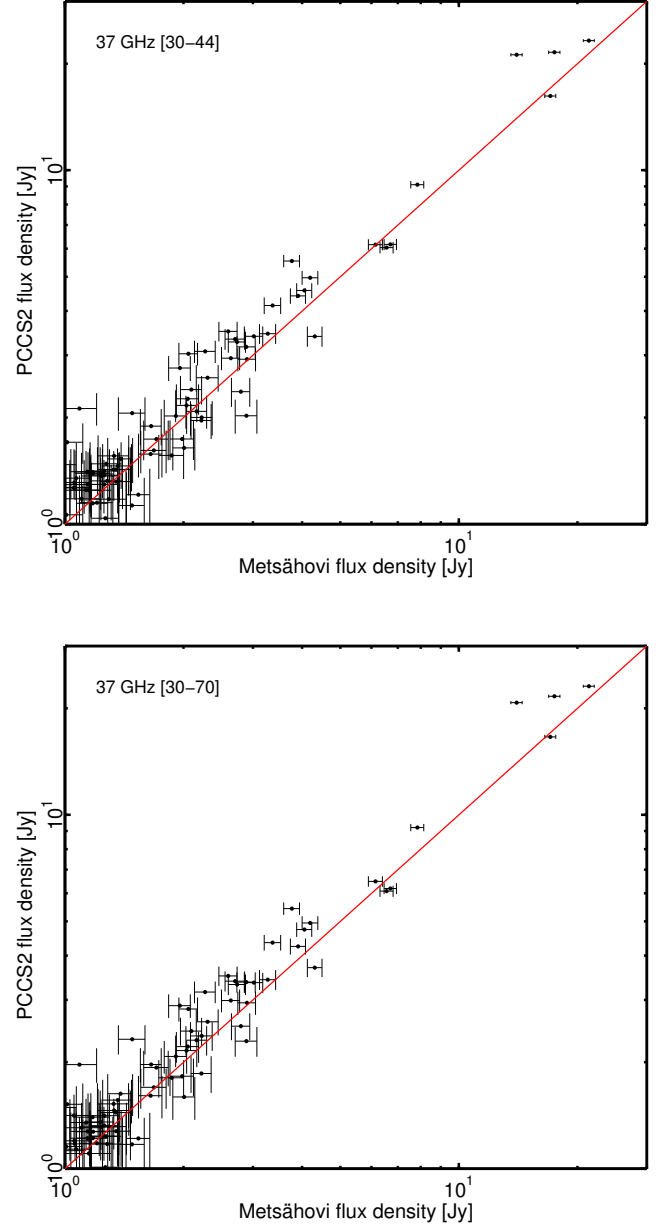 37 GHz [30−44]
PCCS2 flux density [Jy]
10^1
10^0
10^0
10^1
Metsähovi flux density [Jy]
37 GHz [30−70]
PCCS2 flux density [Jy]
10^1
10^0
10^0
10^1
Metsähovi flux density [Jy]